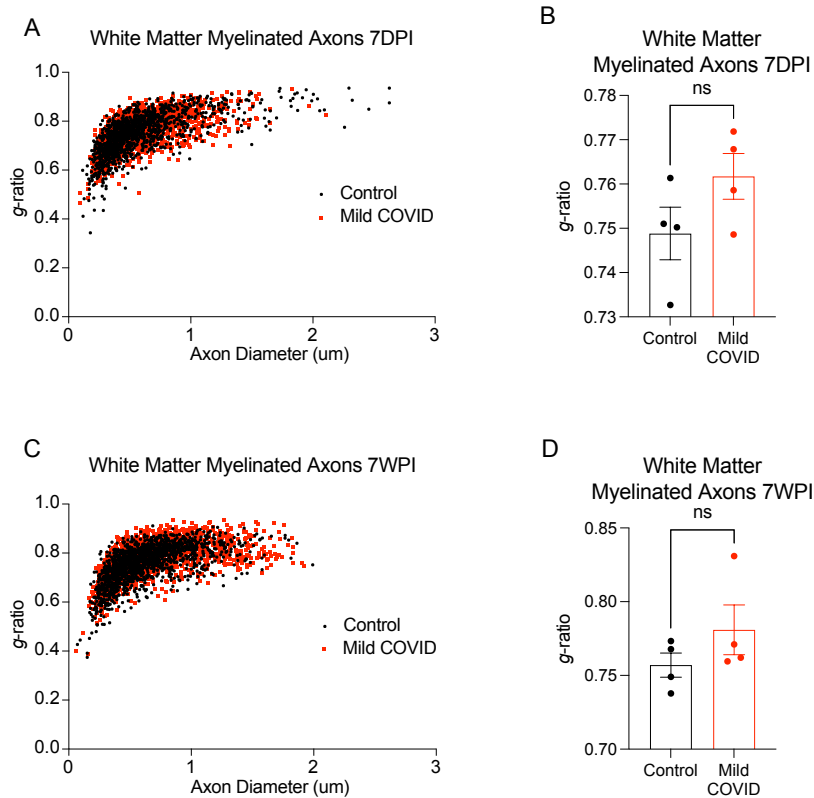 A
White Matter Myelinated Axons 7DPI
1.0
0.8
0.6
0.4
0.2
0.0
g-ratio
Control
Mild COVID
0
1
2
3
Axon Diameter (um)
B
White Matter
Myelinated Axons 7DPI
ns
0.78
0.77
0.76
0.75
0.74
0.73
g-ratio
Control
Mild
COVID
C
White Matter Myelinated Axons 7WPI
1.0
0.8
0.6
0.4
0.2
0.0
g-ratio
Control
Mild COVID
0
1
2
3
Axon Diameter (um)
D
White Matter
Myelinated Axons 7WPI
ns
0.85
0.80
0.75
0.70
g-ratio
Control
Mild
COVID